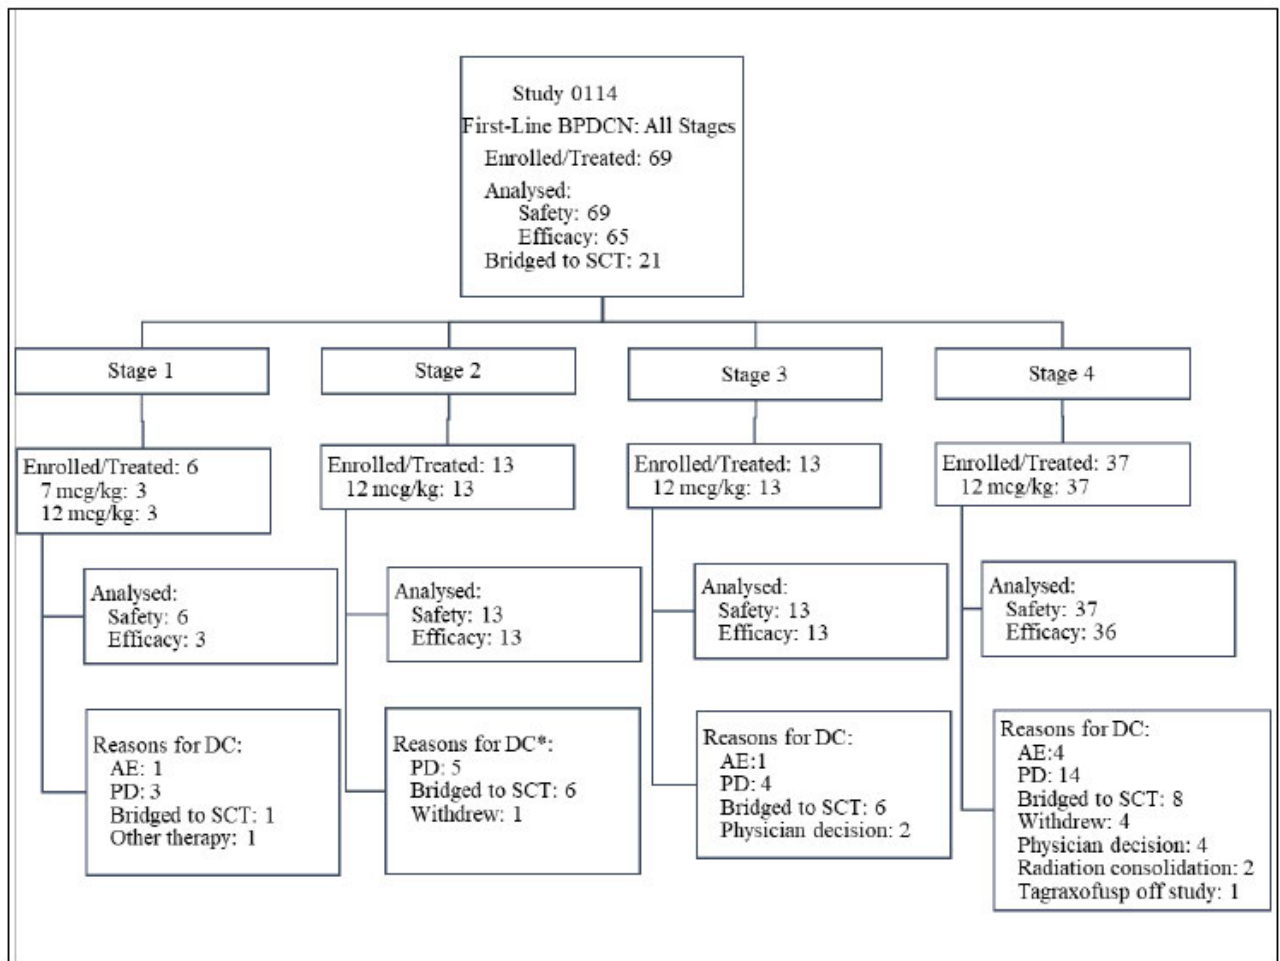 Study 0114
First-Line BPDCN: All Stages
Enrolled/Treated: 69
Analysed:
Safety: 69
Efficacy: 65
Bridged to SCT: 21
Stage 1
Stage 2
Stage 3
Stage 4
Enrolled/Treated: 6
7 mcg/kg: 3
12 mcg/kg: 3
Enrolled/Treated: 13
12 mcg/kg: 13
Enrolled/Treated: 13
12 mcg/kg: 13
Enrolled/Treated: 37
12 mcg/kg: 37
Analysed:
Safety: 6
Efficacy: 3
Analysed:
Safety: 13
Efficacy: 13
Analysed:
Safety: 13
Efficacy: 13
Analysed:
Safety: 37
Efficacy: 36
Reasons for DC:
AE: 1
PD: 3
Bridged to SCT: 1
Other therapy: 1
Reasons for DC*:
PD: 5
Bridged to SCT: 6
Withdrew: 1
Reasons for DC:
AE:1
PD: 4
Bridged to SCT: 6
Physician decision: 2
Reasons for DC:
AE:4
PD: 14
Bridged to SCT: 8
Withdrew: 4
Physician decision: 4
Radiation consolidation: 2
Tagraxofusp off study: 1